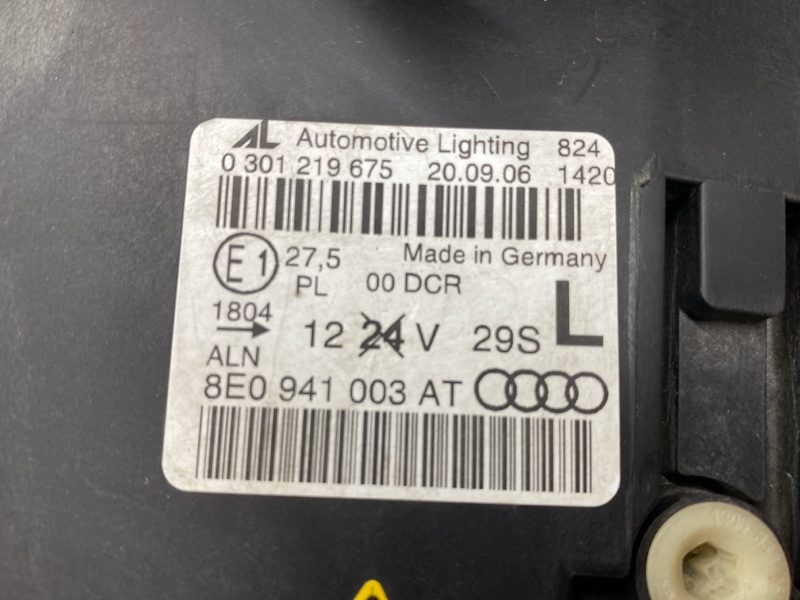 AL Automotive Lighting 824
0 301 219 675 20.09.06 1420
E1 27,5 Made in Germany
PL 00 DCR
1804
12 24 V 29S L
ALN
8E0 941 003 AT